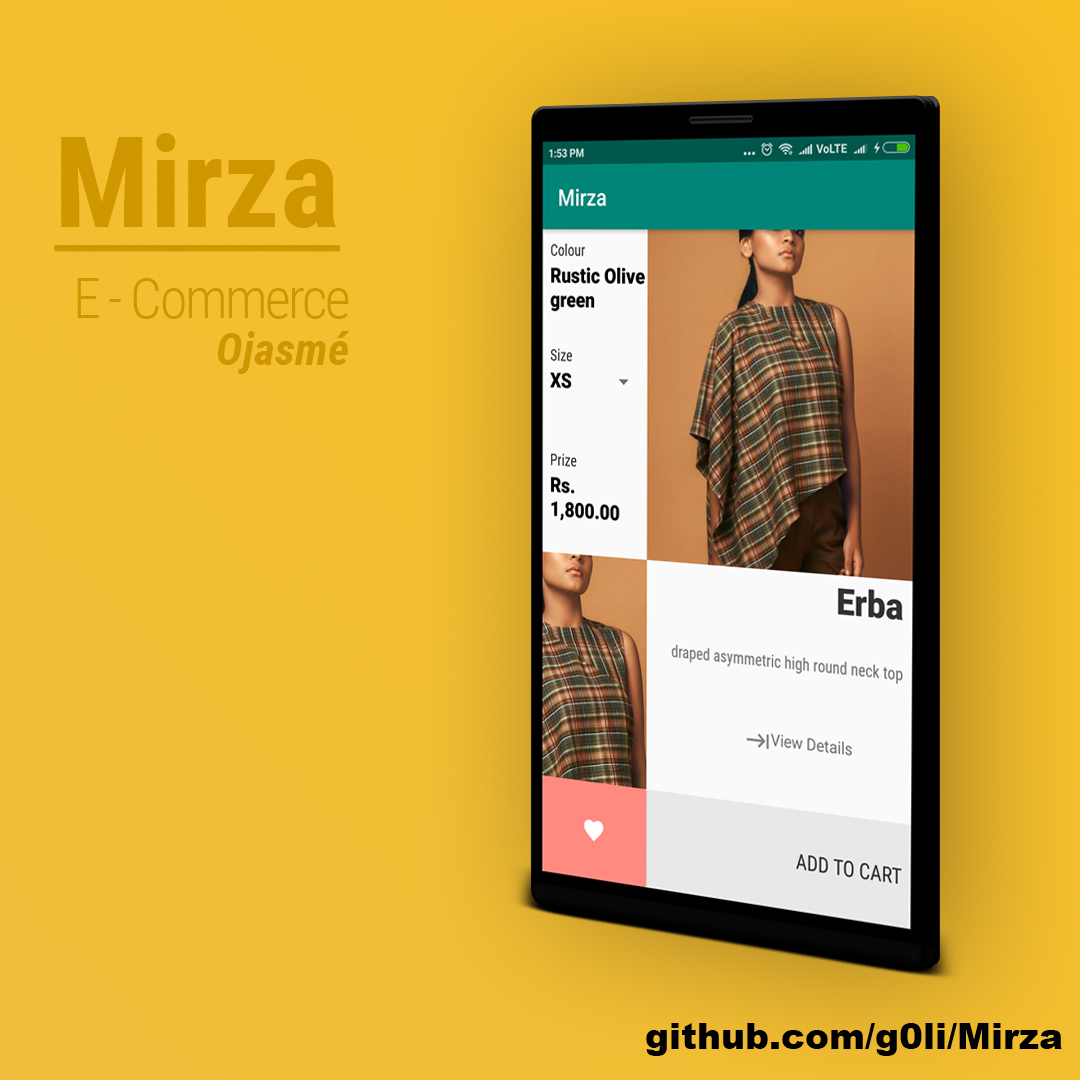 Mirza
E - Commerce
Ojasmé
1:53 PM
... VoLTE
Mirza
Colour
Rustic Olive
green
Size
XS
Prize
Rs.
1,800.00
Erba
draped asymmetric high round neck top
View Details
ADD TO CART
github.com/g0li/Mirza